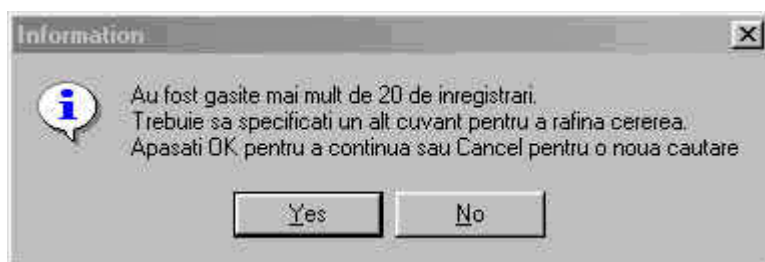 Information
Au fost gasite mai mult de 20 de inregistrari.
Trebuie sa specificati un alt cuvant pentru a rafina cererea.
Apasati OK pentru a continua sau Cancel pentru o noua cautare
Yes No